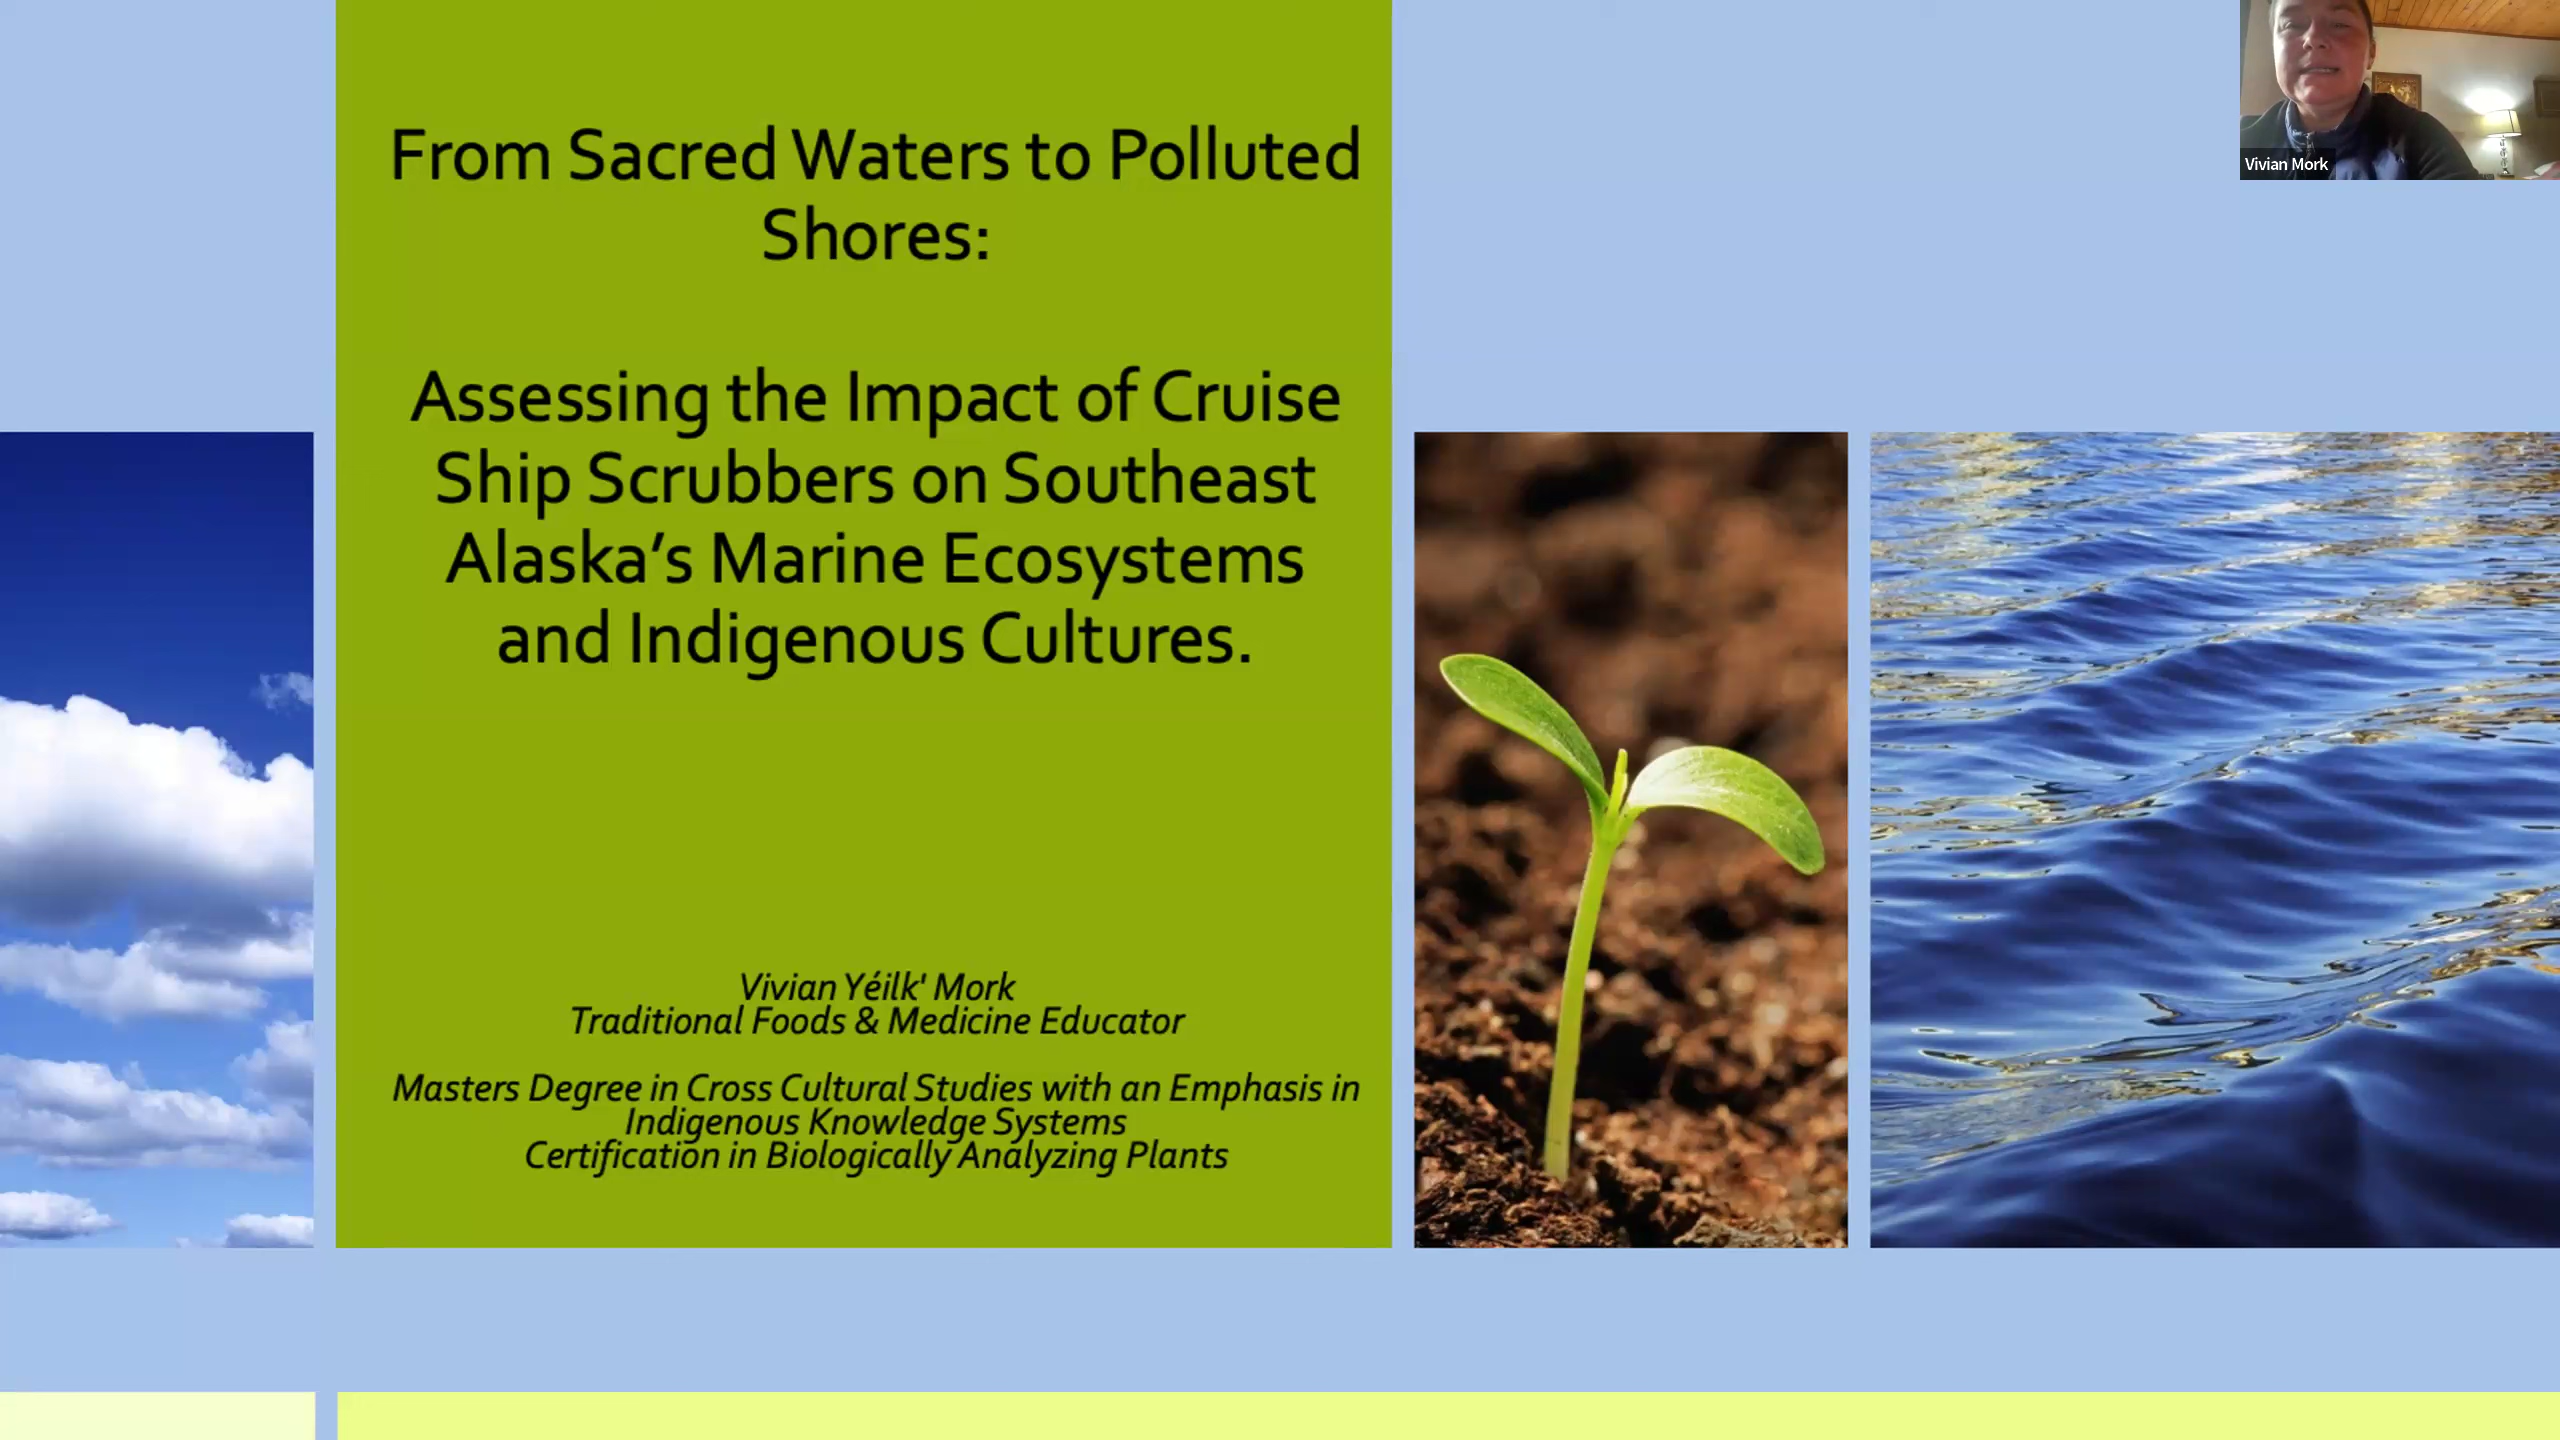 From Sacred Waters to Polluted
Shores:
Assessing the Impact of Cruise
Ship Scrubbers on Southeast
Alaska’s Marine Ecosystems
and Indigenous Cultures.
Vivian Yéilk' Mork
Traditional Foods & Medicine Educator
Masters Degree in Cross Cultural Studies with an Emphasis in
Indigenous Knowledge Systems
Certification in Biologically Analyzing Plants
Vivian Mork